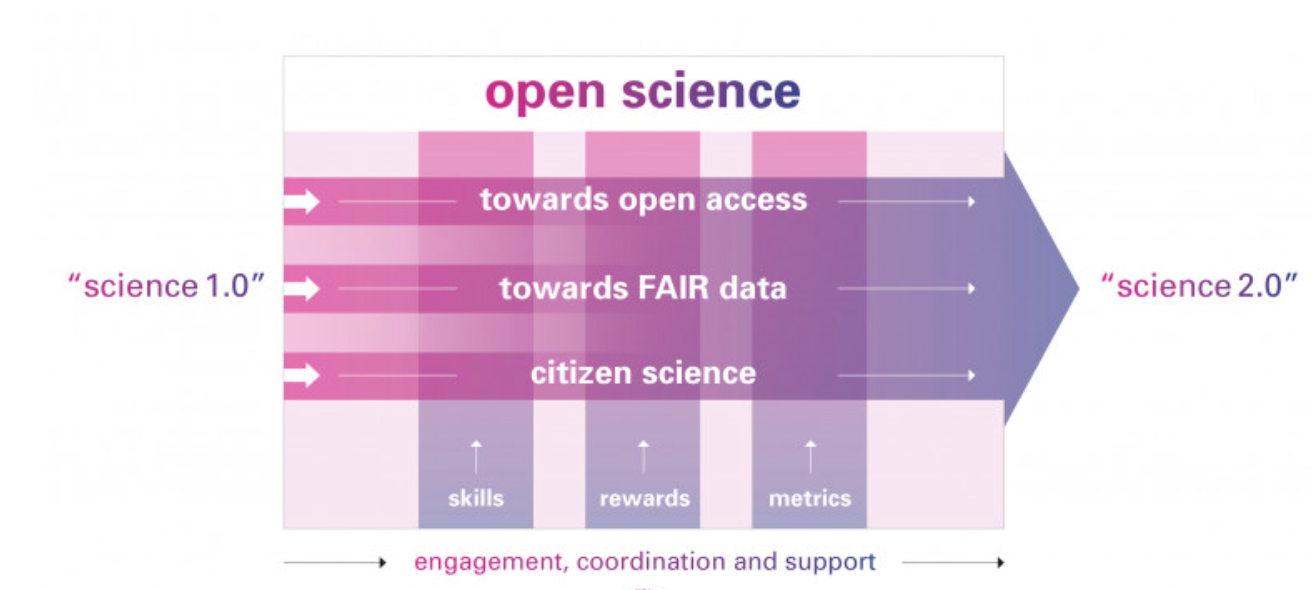 open science
towards open access
“science 1.0”
towards FAIR data
“science 2.0”
citizen science
skills
rewards
metrics
engagement, coordination and support